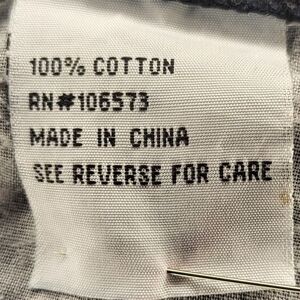 100% COTTON
RN#106573
MADE IN CHINA
SEE REVERSE FOR CARE